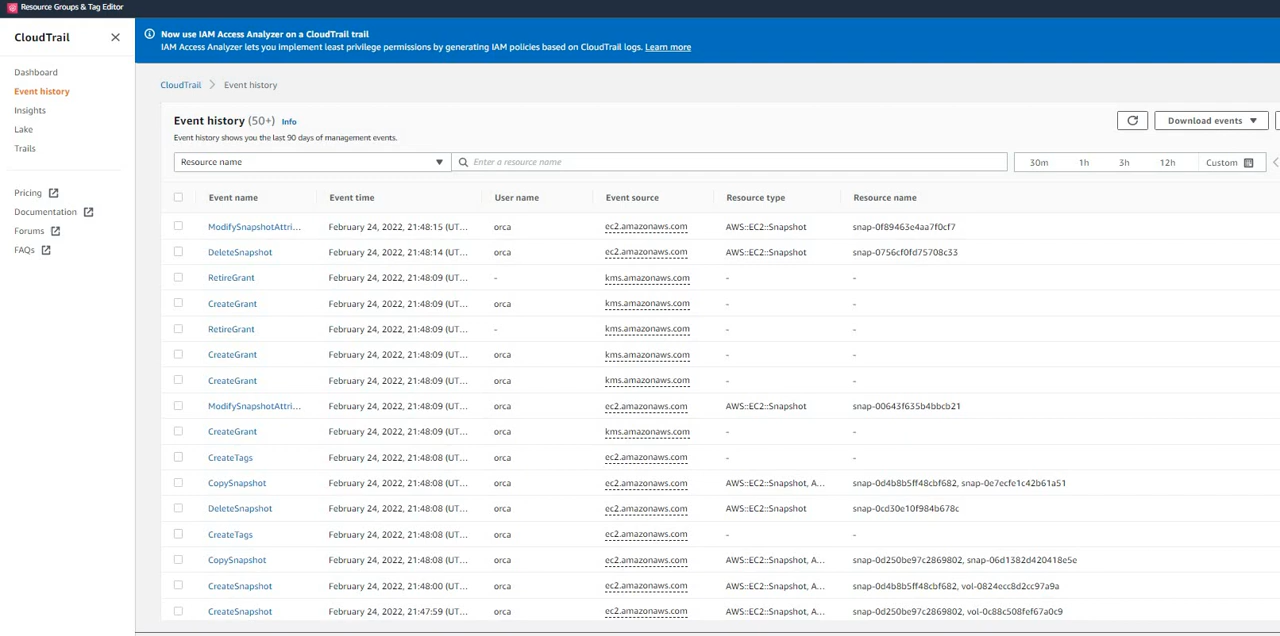 Resource Groups & Tag Editor
CloudTrail
Dashboard
Event history
Insights
Lake
Trails
Pricing
Documentation
Forums
FAQs
Now use IAM Access Analyzer on a CloudTrail trail
IAM Access Analyzer lets you implement least privilege permissions by generating IAM policies based on CloudTrail logs. Learn more
CloudTrail > Event history
Event history (50+) Info
Download events
Event history shows you the last 90 days of management events.
Resource name Enter a resource name 30m 1h 3h 12h Custom
Event name Event time User name Event source Resource type Resource name
ModifySnapshotAttri... February 24, 2022, 21:48:15 (UT... orca ec2.amazonaws.com AWS::EC2::Snapshot snap-0f89463e4aa7f0cf7
DeleteSnapshot February 24, 2022, 21:48:14 (UT... orca ec2.amazonaws.com AWS::EC2::Snapshot snap-0756cf0fd75708c33
RetireGrant February 24, 2022, 21:48:09 (UT... - kms.amazonaws.com - -
CreateGrant February 24, 2022, 21:48:09 (UT... orca kms.amazonaws.com - -
RetireGrant February 24, 2022, 21:48:09 (UT... - kms.amazonaws.com - -
CreateGrant February 24, 2022, 21:48:09 (UT... orca kms.amazonaws.com - -
CreateGrant February 24, 2022, 21:48:09 (UT... orca kms.amazonaws.com - -
ModifySnapshotAttri... February 24, 2022, 21:48:09 (UT... orca ec2.amazonaws.com AWS::EC2::Snapshot snap-00643f635b4bbcb21
CreateGrant February 24, 2022, 21:48:09 (UT... orca kms.amazonaws.com - -
CreateTags February 24, 2022, 21:48:08 (UT... orca ec2.amazonaws.com - -
CopySnapshot February 24, 2022, 21:48:08 (UT... orca ec2.amazonaws.com AWS::EC2::Snapshot, A... snap-0d4b8b5ff48cbf682, snap-0e7ecfe1c42b61a51
DeleteSnapshot February 24, 2022, 21:48:08 (UT... orca ec2.amazonaws.com AWS::EC2::Snapshot snap-0cd30e10f984b678c
CreateTags February 24, 2022, 21:48:08 (UT... orca ec2.amazonaws.com - -
CopySnapshot February 24, 2022, 21:48:08 (UT... orca ec2.amazonaws.com AWS::EC2::Snapshot, A... snap-0d250be97c2869802, snap-06d1382d420418e5e
CreateSnapshot February 24, 2022, 21:48:00 (UT... orca ec2.amazonaws.com AWS::EC2::Snapshot, A... snap-0d4b8b5ff48cbf682, vol-0824ecc8d2cc97a9a
CreateSnapshot February 24, 2022, 21:47:59 (UT... orca ec2.amazonaws.com AWS::EC2::Snapshot, A... snap-0d250be97c2869802, vol-0c88c508fef67a0c9